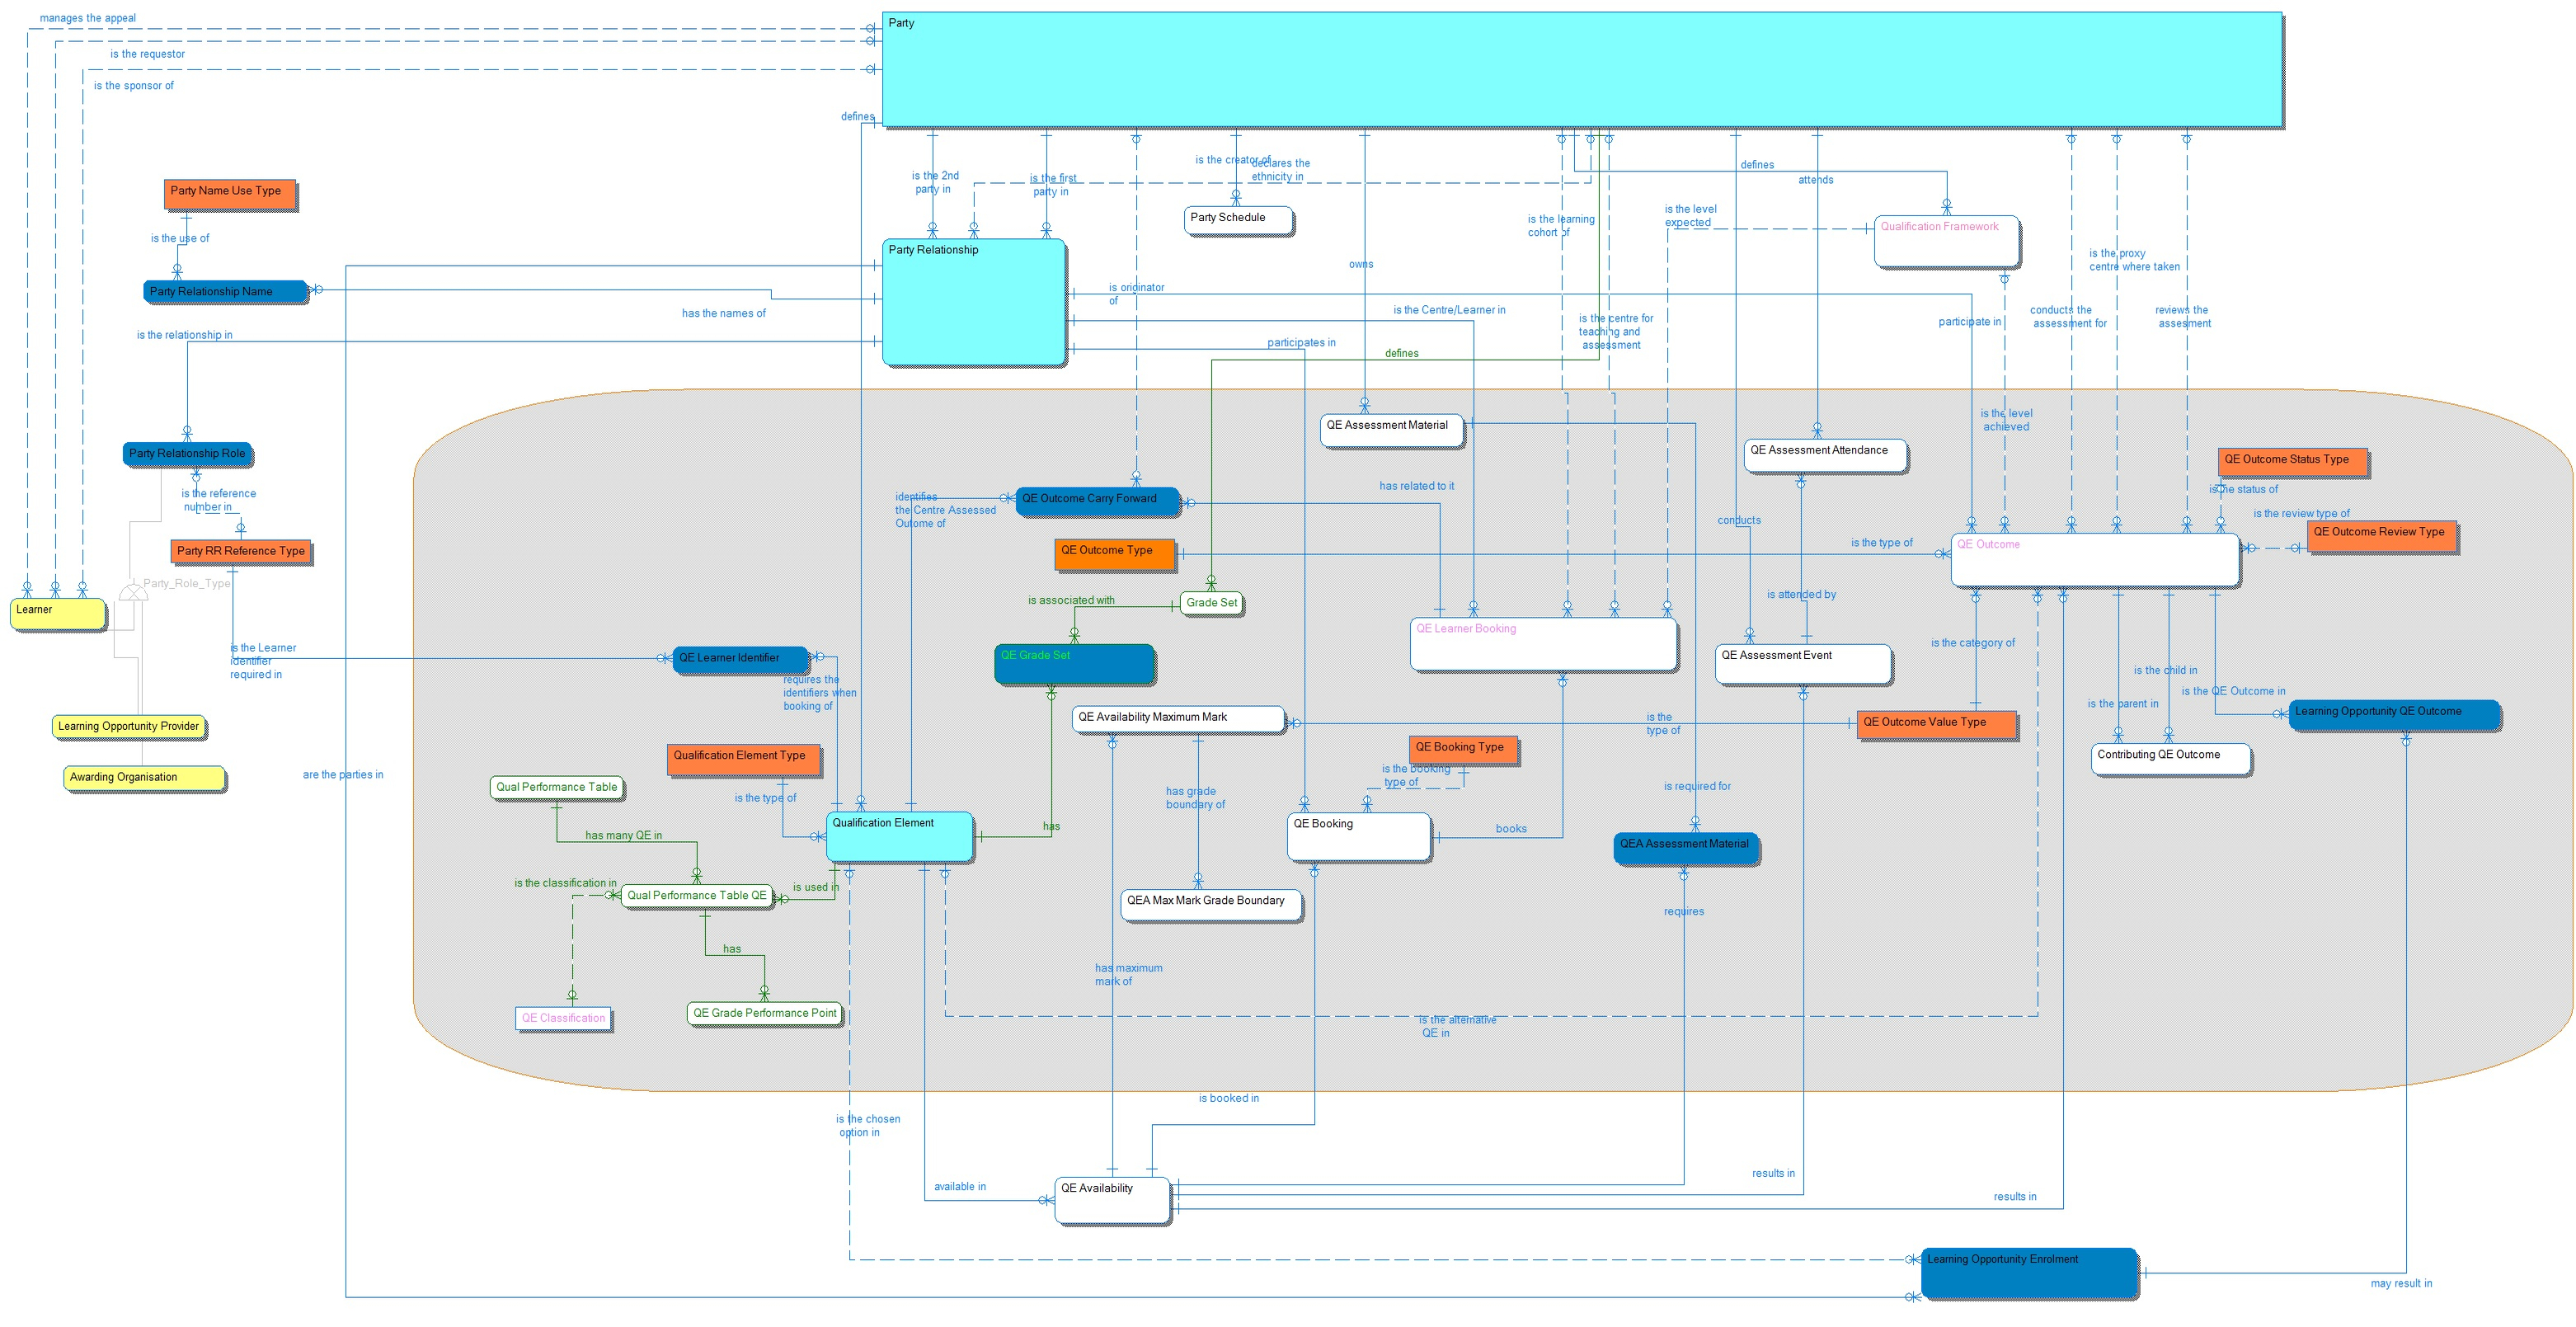 manages the appeal
Party
is the requestor
is the sponsor of
defines
is the creator of
declares the
ethnicity in
defines
attends
is the 2nd
party in
is the first
party in
Party Name Use Type
Party Schedule
is the learning
cohort of
is the level
expected
Qualification Framework
is the use of
Party Relationship
owns
is the proxy
centre where taken
Party Relationship Name
is originator
of
has the names of
is the Centre/Learner in
is the centre for
teaching and
assessment
participate in
conducts the
assessment for
reviews the
assesment
is the relationship in
participates in
defines
is the level
achieved
QE Assessment Material
QE Assessment Attendance
Party Relationship Role
QE Outcome Status Type
is the reference
number in
identifies
the Centre Assessed
Outome of
QE Outcome Carry Forward
has related to it
is the status of
conducts
is the review type of
QE Outcome Review Type
Party RR Reference Type
QE Outcome Type
is the type of
QE Outcome
Party_Role_Type
Learner
is associated with
Grade Set
is attended by
QE Learner Booking
is the Learner
identifier
required in
QE Learner Identifier
QE Grade Set
QE Assessment Event
is the category of
requires the
identifiers when
booking of
is the child in
is the QE Outcome in
is the parent in
Learning Opportunity QE Outcome
Learning Opportunity Provider
QE Availability Maximum Mark
is the
type of
QE Outcome Value Type
Qualification Element Type
QE Booking Type
Contributing QE Outcome
Awarding Organisation
are the parties in
is the booking
type of
Qual Performance Table
is the type of
has grade
boundary of
is required for
Qualification Element
has
QE Booking
books
has many QE in
QEA Assessment Material
is the classification in
Qual Performance Table QE
is used in
QEA Max Mark Grade Boundary
requires
has
has maximum
mark of
QE Classification
QE Grade Performance Point
is the alternative
QE in
is booked in
is the chosen
option in
available in
QE Availability
results in
results in
Learning Opportunity Enrolment
may result in